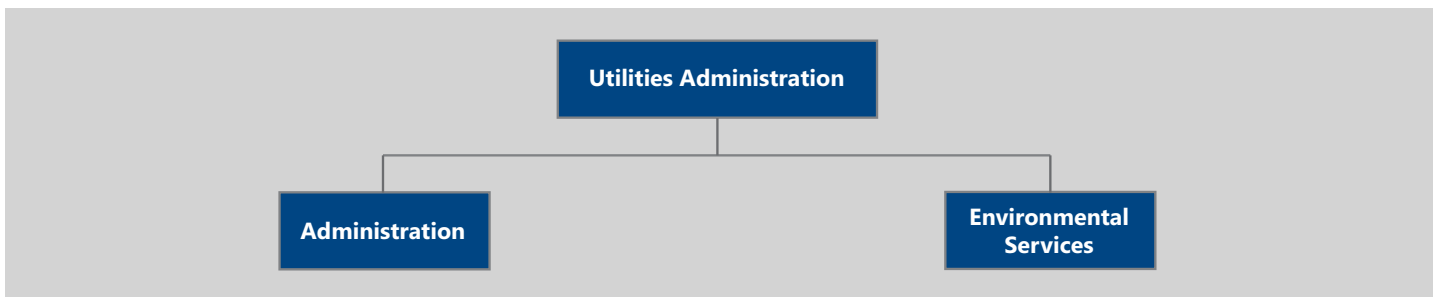 Utilities Administration
Administration
Environmental
Services